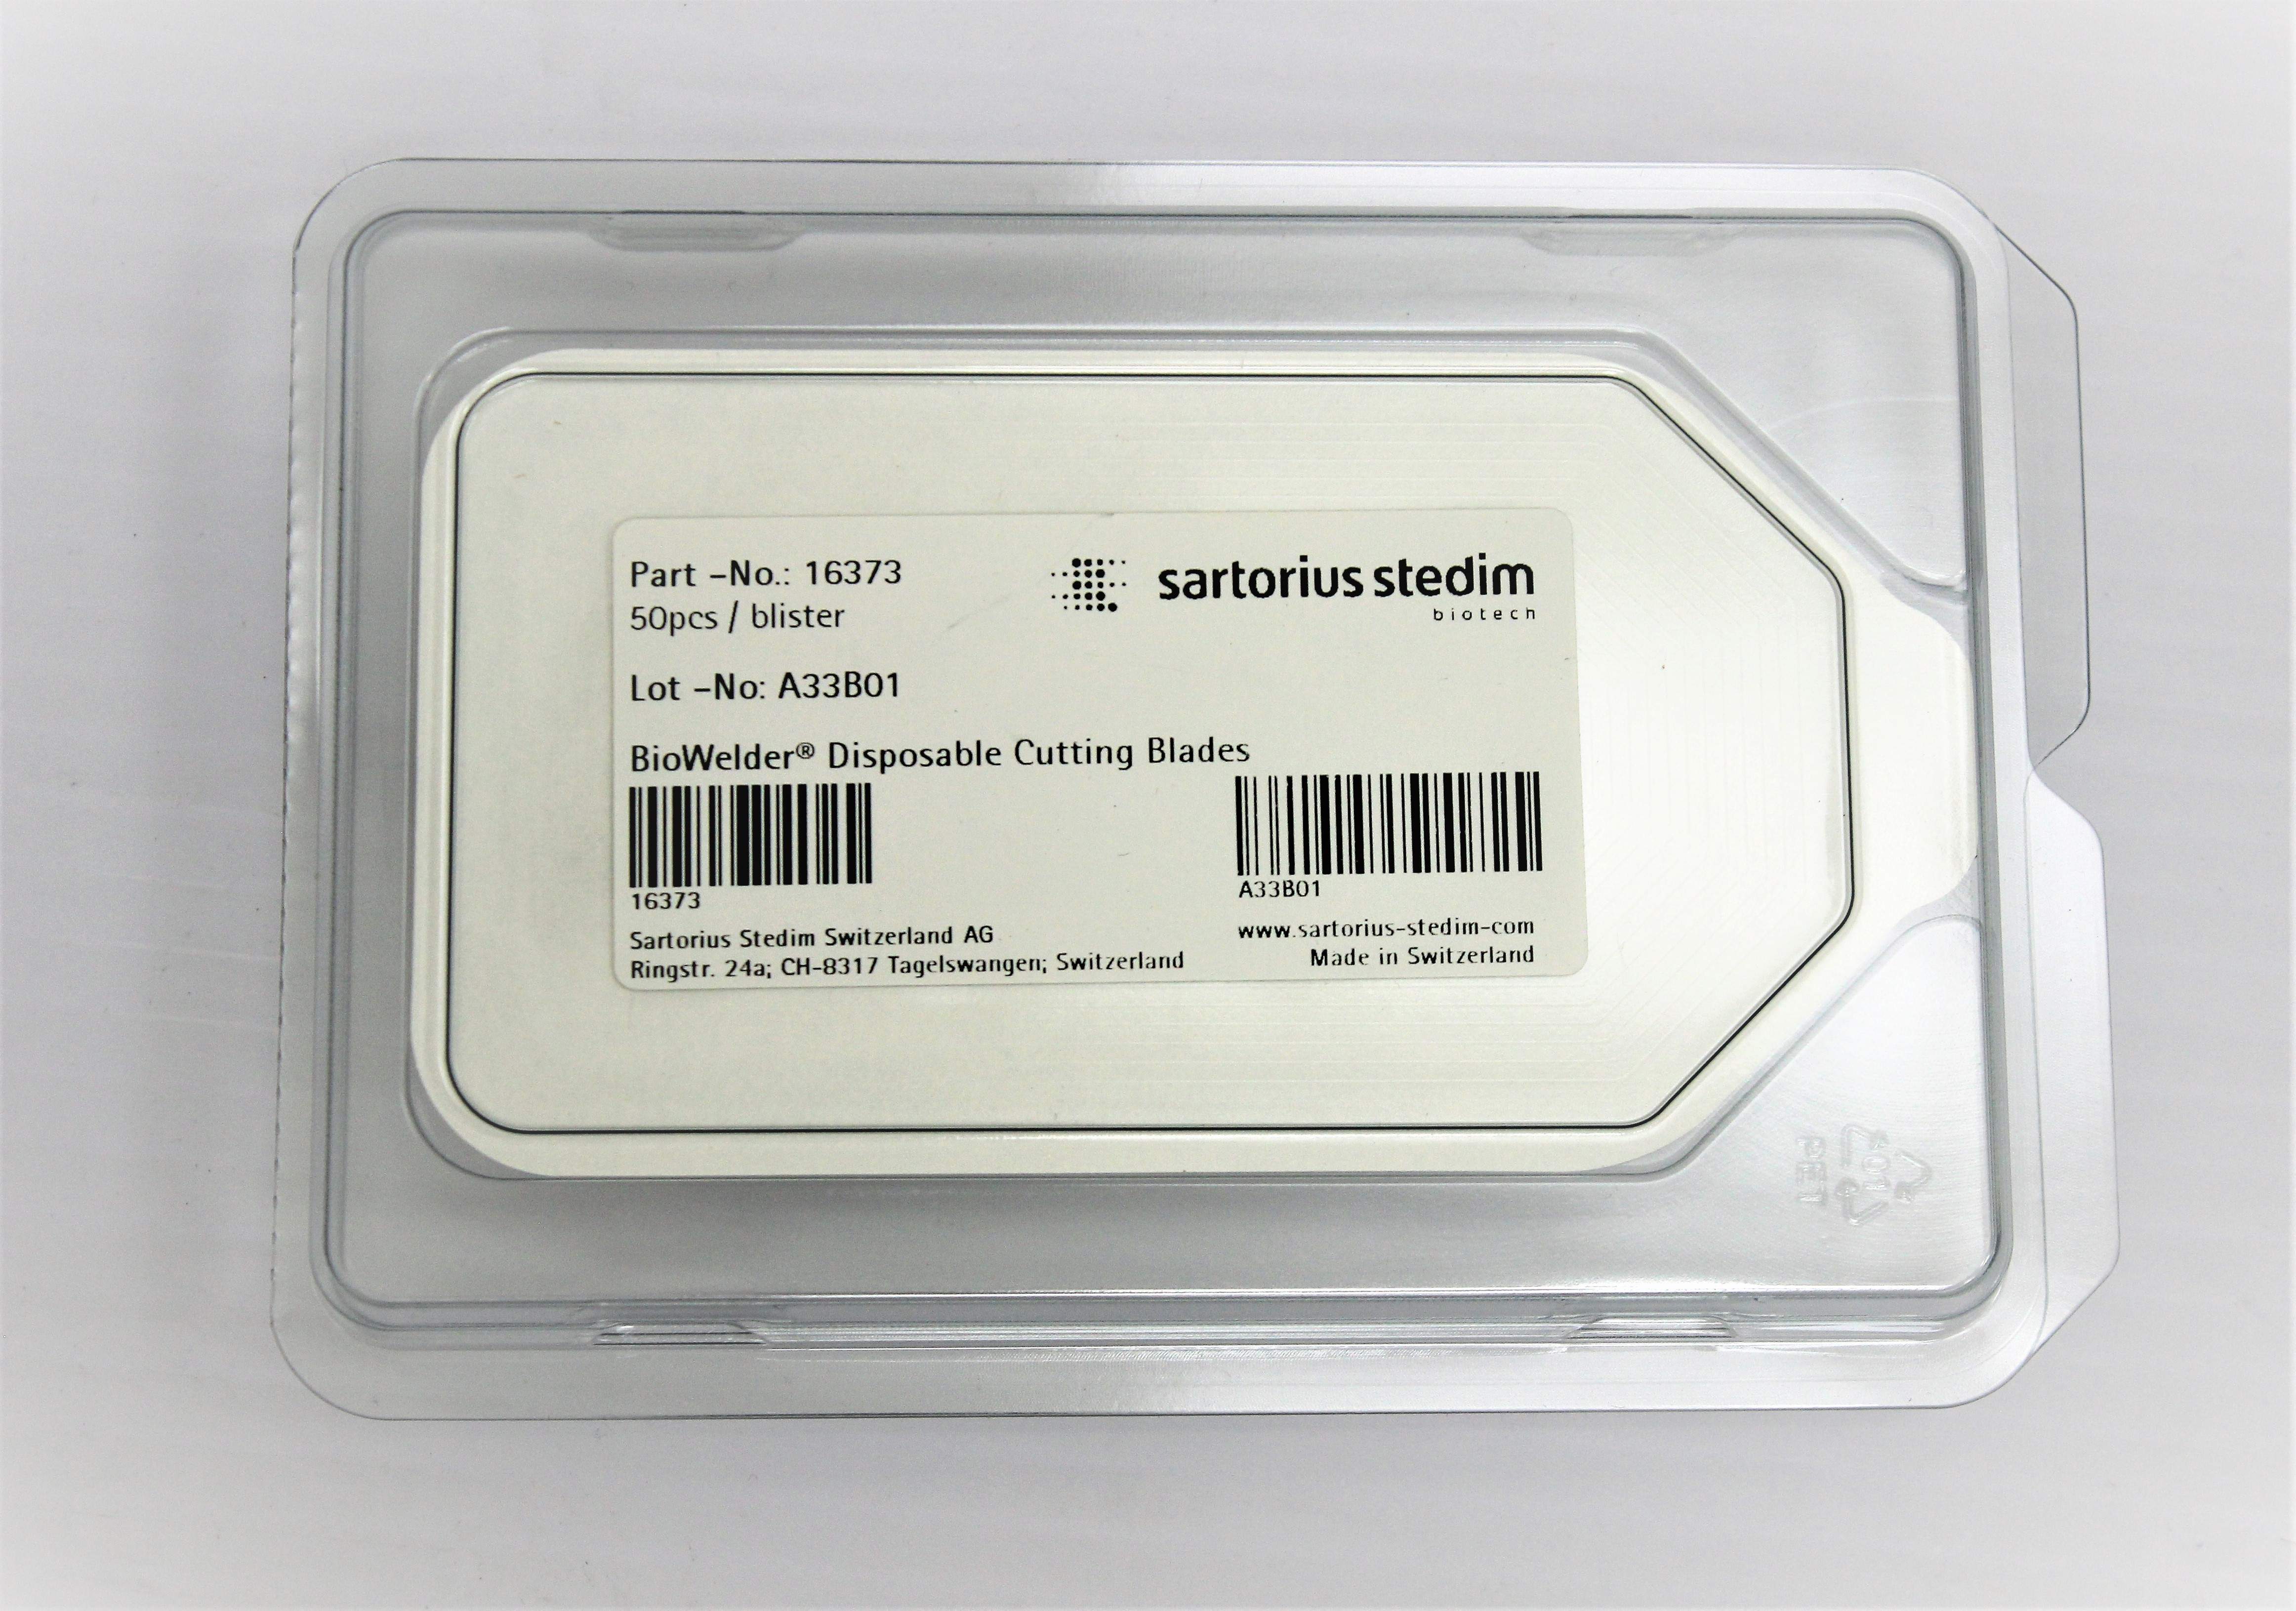 Part –No.: 16373
50pcs / blister
sartorius stedim
biotech
Lot –No: A33B01
BioWelder® Disposable Cutting Blades
16373
A33B01
Sartorius Stedim Switzerland AG
Ringstr. 24a; CH-8317 Tagelswangen; Switzerland
www.sartorius-stedim-com
Made in Switzerland
PET